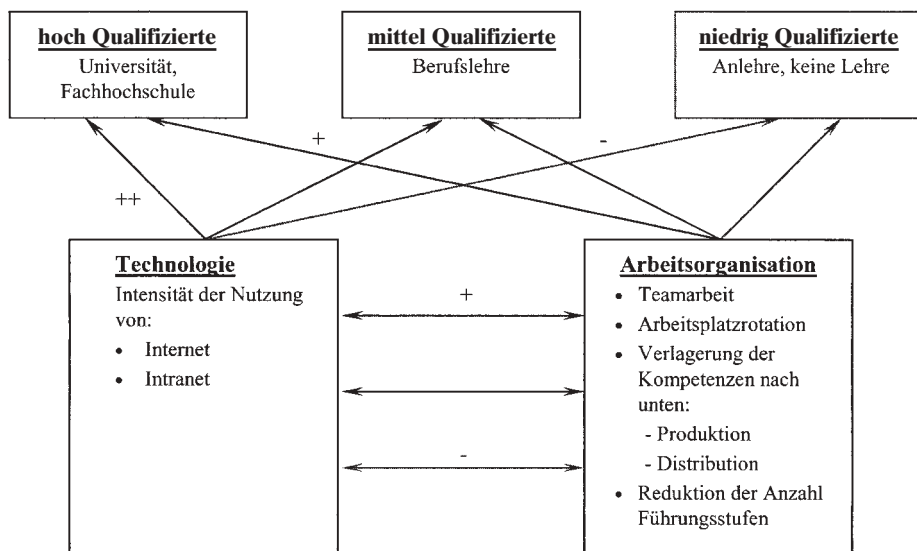 hoch Qualifizierte
Universität,
Fachhochschule
mittel Qualifizierte
Berufslehre
niedrig Qualifizierte
Anlehre, keine Lehre
+
-
++
Technologie
Intensität der Nutzung
von:
• Internet
• Intranet
+
-
Arbeitsorganisation
• Teamarbeit
• Arbeitsplatzrotation
• Verlagerung der
Kompetenzen nach
unten:
- Produktion
- Distribution
• Reduktion der Anzahl
Führungsstufen